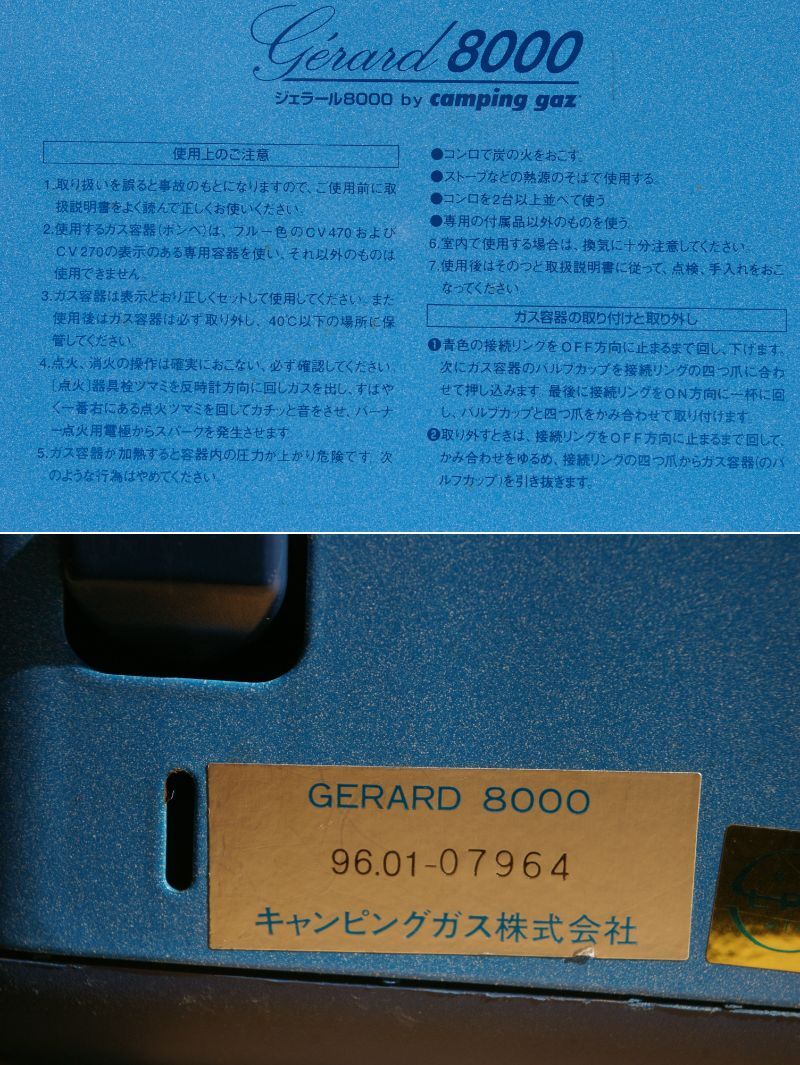 Gérard 8000
ジェラール8000 by camping gaz
使用上のご注意
1.取り扱いを誤ると事故のもとになりますので、ご使用前に取
扱説明書をよく読んで正しくお使いください。
2.使用するガス容器(ボンベ)は、ブルー色のCV470および
CV270の表示のある専用容器を使い、それ以外のものは
使用できません。
3.ガス容器は表示どおり正しくセットして使用してください。また
使用後はガス容器は必ず取り外し、40℃以下の場所に保
管してください。
4.点火、消火の操作は確実におこない、必ず確認してください。
〔点火〕器具栓ツマミを反時計方向に回しガスを出し、すばや
く一番右にある点火ツマミを回してカチッと音をさせ、バーナ
ー点火用電極からスパークを発生させます
5.ガス容器が加熱すると容器内の圧力が上がり危険です。次
のような行為はやめてください。
●コンロで炭の火をおこす。
●ストーブなどの熱源のそばで使用する。
●コンロを2台以上並べて使う
●専用の付属品以外のものを使う
6.室内で使用する場合は、換気に十分注意してください。
7.使用後はそのつど取扱説明書に従って、点検、手入れをおこ
なってください。
ガス容器の取り付けと取り外し
❶青色の接続リングをOFF方向に止まるまで回し、下げます。
次にガス容器のバルブカップを接続リングの四つ爪に合わ
せて押し込みます。最後に接続リングをON方向に一杯に回
し、バルブカップと四つ爪をかみ合わせて取り付けます
❷取り外すときは、接続リングをOFF方向に止まるまで回して、
かみ合わせをゆるめ、接続リングの四つ爪からガス容器(のバ
ルブカップ)を引き抜きます。
GERARD 8000
96.01-07964
キャンピングガス株式会社